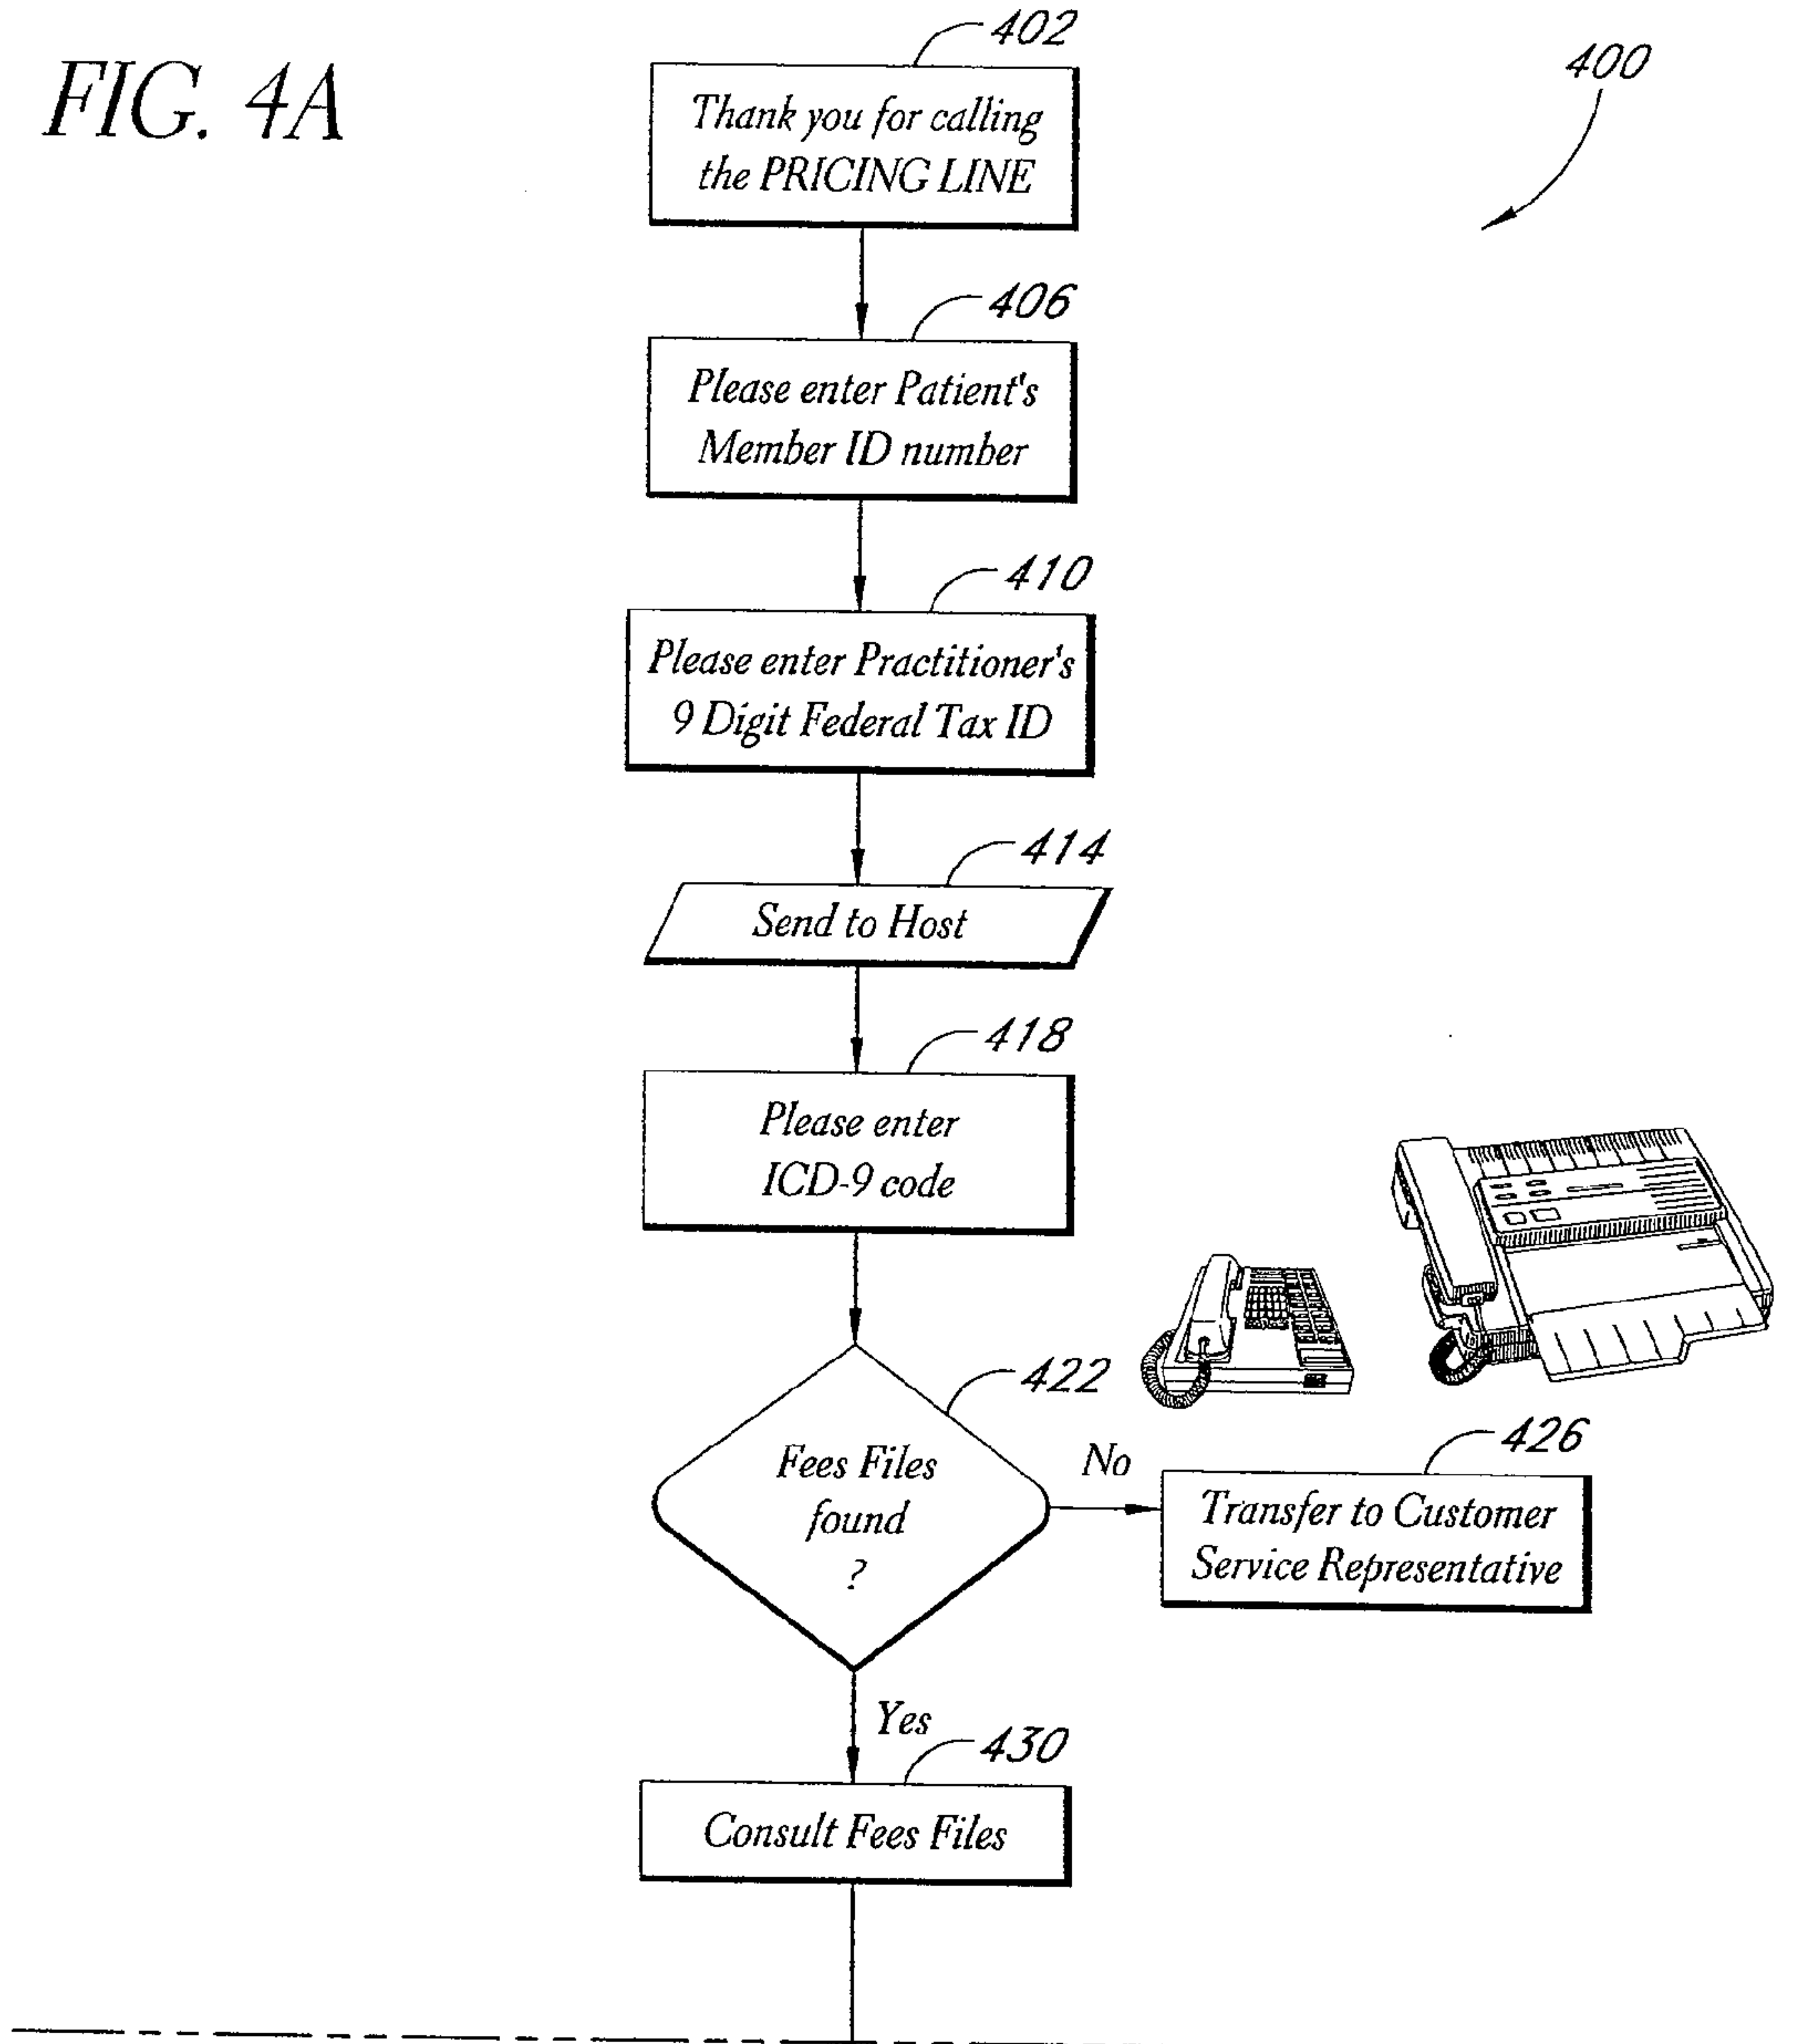 FIG. 4A
400
402
Thank you for calling
the PRICING LINE
406
Please enter Patient's
Member ID number
410
Please enter Practitioner's
9 Digit Federal Tax ID
414
Send to Host
418
Please enter
ICD-9 code
422
Fees Files
found
?
No
426
Transfer to Customer
Service Representative
Yes
430
Consult Fees Files